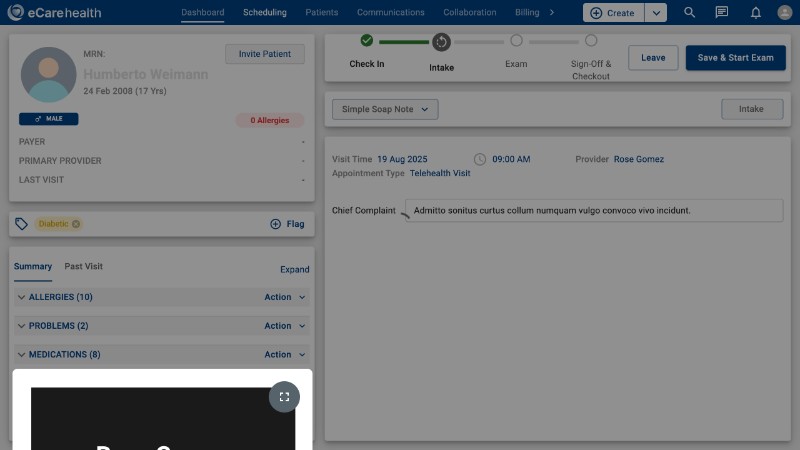 eCarehealth
Dashboard
Scheduling
Patients
Communications
Collaboration
Billing
Create
MRN:
Invite Patient
Humberto Weimann
24 Feb 2008 (17 Yrs)
MALE
0 Allergies
PAYER -
PRIMARY PROVIDER -
LAST VISIT -
Diabetic
Flag
Summary
Past Visit
Expand
ALLERGIES (10) Action
PROBLEMS (2) Action
MEDICATIONS (8) Action
Check In
Intake
Exam
Sign-Off &
Checkout
Leave
Save & Start Exam
Simple Soap Note
Intake
Visit Time 19 Aug 2025 09:00 AM Provider Rose Gomez
Appointment Type Telehealth Visit
Chief Complaint Admitto sonitus curtus collum numquam vulgo convoco vivo incidunt.